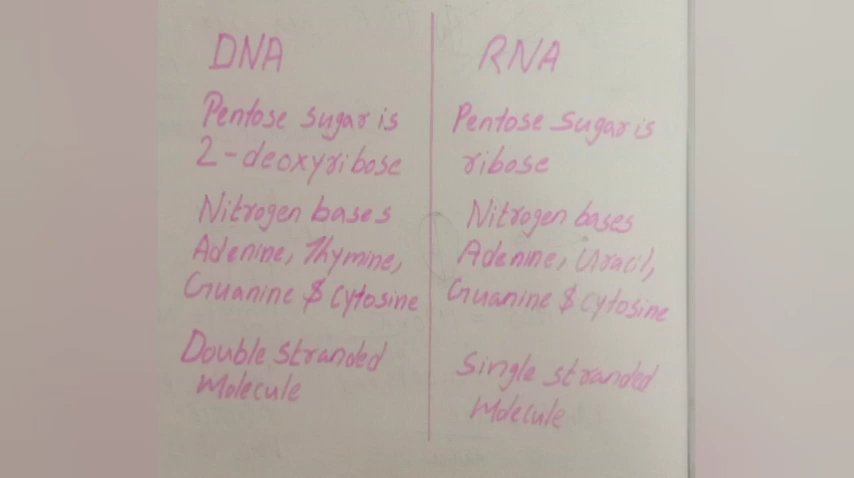 DNA
Pentose sugar is
2-deoxyribose
Nitrogen bases
Adenine, Thymine,
Guanine $ Cytosine
Double stranded
Molecule
RNA
Pentose sugar is
ribose
Nitrogen bases
Adenine, Uracil,
Guanine $ Cytosine
Single stranded
Molecule